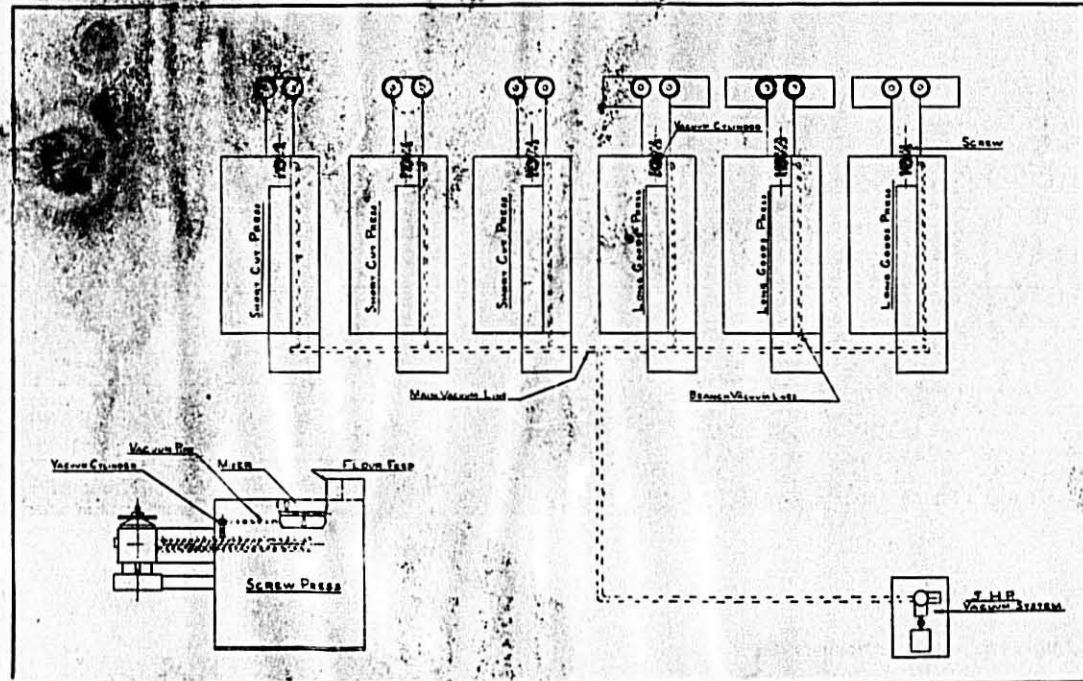 VACUUM CYLINDER
SCREW
SHORT CUT PRESS
SHORT CUT PRESS
SHORT CUT PRESS
LONG GOODS PRESS
LONG GOODS PRESS
LONG GOODS PRESS
MAIN VACUUM LINE
BRANCH VACUUM LINES
VACUUM PIPE
VACUUM CYLINDER
MIXER
FLOUR FEED
SCREW PRESS
H.P.
VACUUM SYSTEM